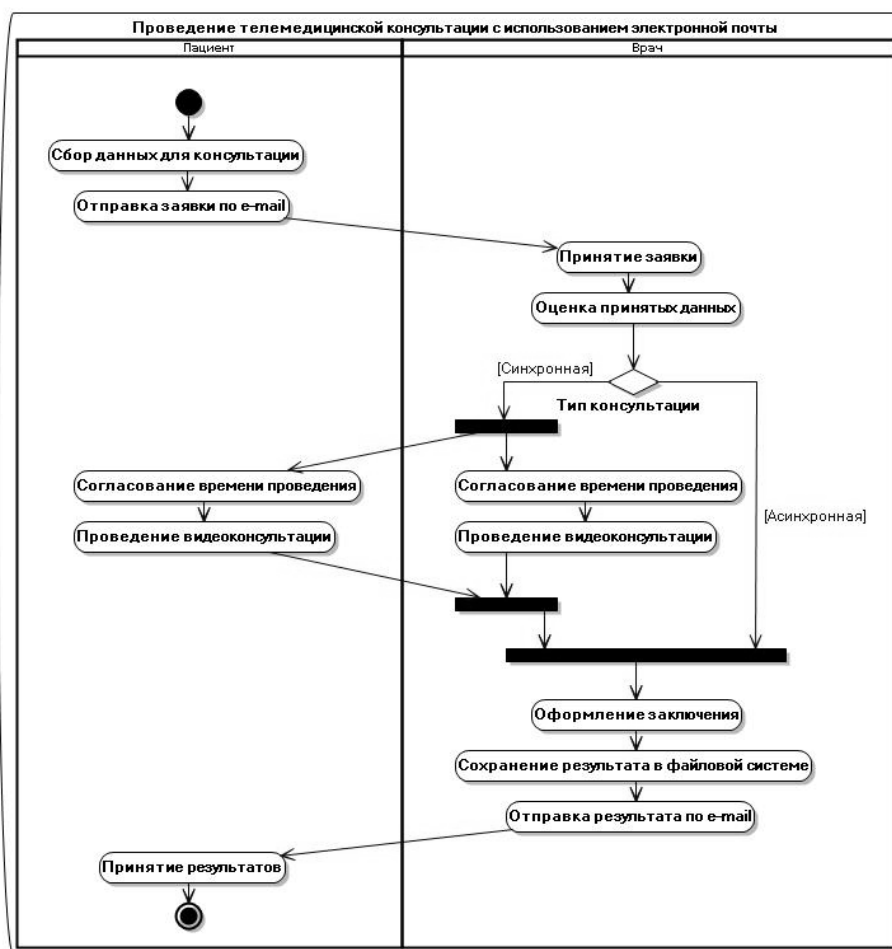 Проведение телемедицинской консультации с использованием электронной почты
Пациент
Врач
Сбор данных для консультации
Отправка заявки по e-mail
Принятие заявки
Оценка принятых данных
[Синхронная]
Тип консультации
Согласование времени проведения
Согласование времени проведения
[Асинхронная]
Проведение видеоконсультации
Проведение видеоконсультации
Оформление заключения
Сохранение результата в файловой системе
Отправка результата по e-mail
Принятие результатов